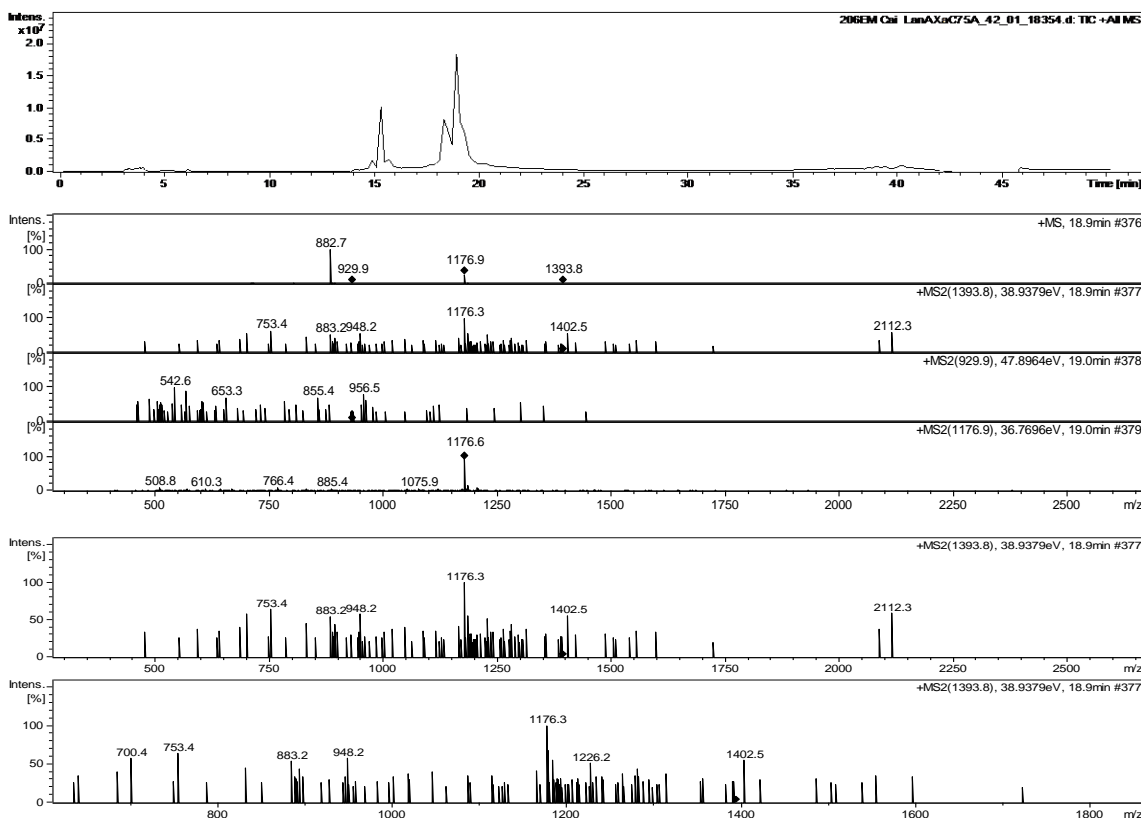 Intens.
x10⁷
206EM Cai LanAXaC75A_42_01_18354.d: TIC +All MS
2.0
1.5
1.0
0.5
0.0
0 5 10 15 20 25 30 35 40 45 Time [min]
Intens.
[%]
+MS, 18.9min #376
882.7
100
929.9 1176.9 1393.8
0
[%]
+MS2(1393.8), 38.9379eV, 18.9min #377
100
753.4 883.2 948.2 1176.3 1402.5 2112.3
0
[%]
+MS2(929.9), 47.8964eV, 19.0min #378
100
542.6 653.3 855.4 956.5
0
[%]
+MS2(1176.9), 36.7696eV, 19.0min #379
100
1176.6
508.8 610.3 766.4 885.4 1075.9
0
500 750 1000 1250 1500 1750 2000 2250 2500 m/z
Intens.
[%]
+MS2(1393.8), 38.9379eV, 18.9min #377
100
1176.3
753.4 883.2 948.2 1402.5 2112.3
50
0
500 750 1000 1250 1500 1750 2000 2250 2500 m/z
Intens.
[%]
+MS2(1393.8), 38.9379eV, 18.9min #377
100
1176.3
700.4 753.4 883.2 948.2 1226.2 1402.5
50
0
800 1000 1200 1400 1600 1800 m/z